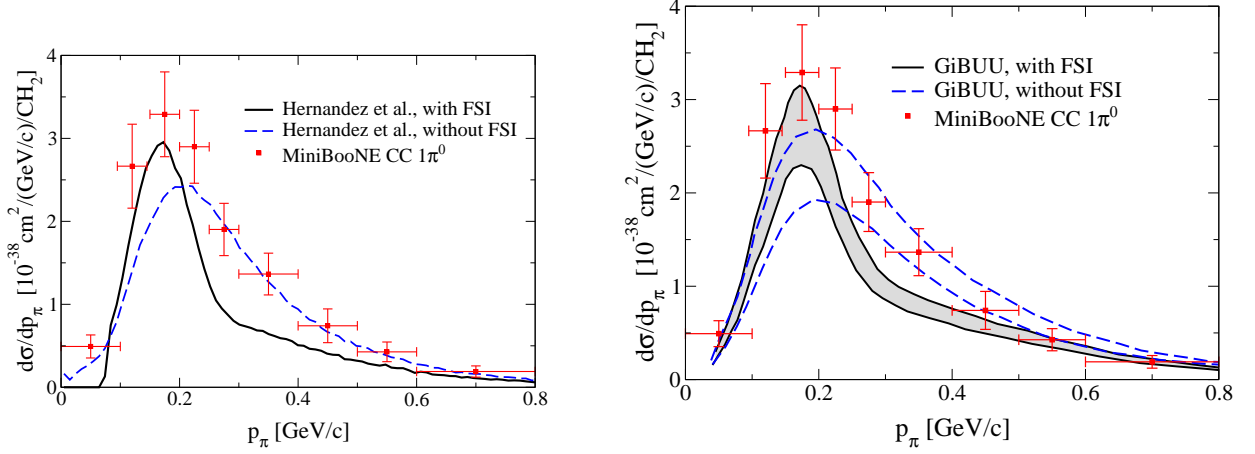 4
3
2
1
0
dσ/dp_π [10^-38 cm^2/(GeV/c)/CH_2]
Hernandez et al., with FSI
Hernandez et al., without FSI
MiniBooNE CC 1π^0
0 0.2 0.4 0.6 0.8
p_π [GeV/c]
4
3
2
1
0
dσ/dp_π [10^-38 cm^2/(GeV/c)/CH_2]
GiBUU, with FSI
GiBUU, without FSI
MiniBooNE CC 1π^0
0 0.2 0.4 0.6 0.8
p_π [GeV/c]